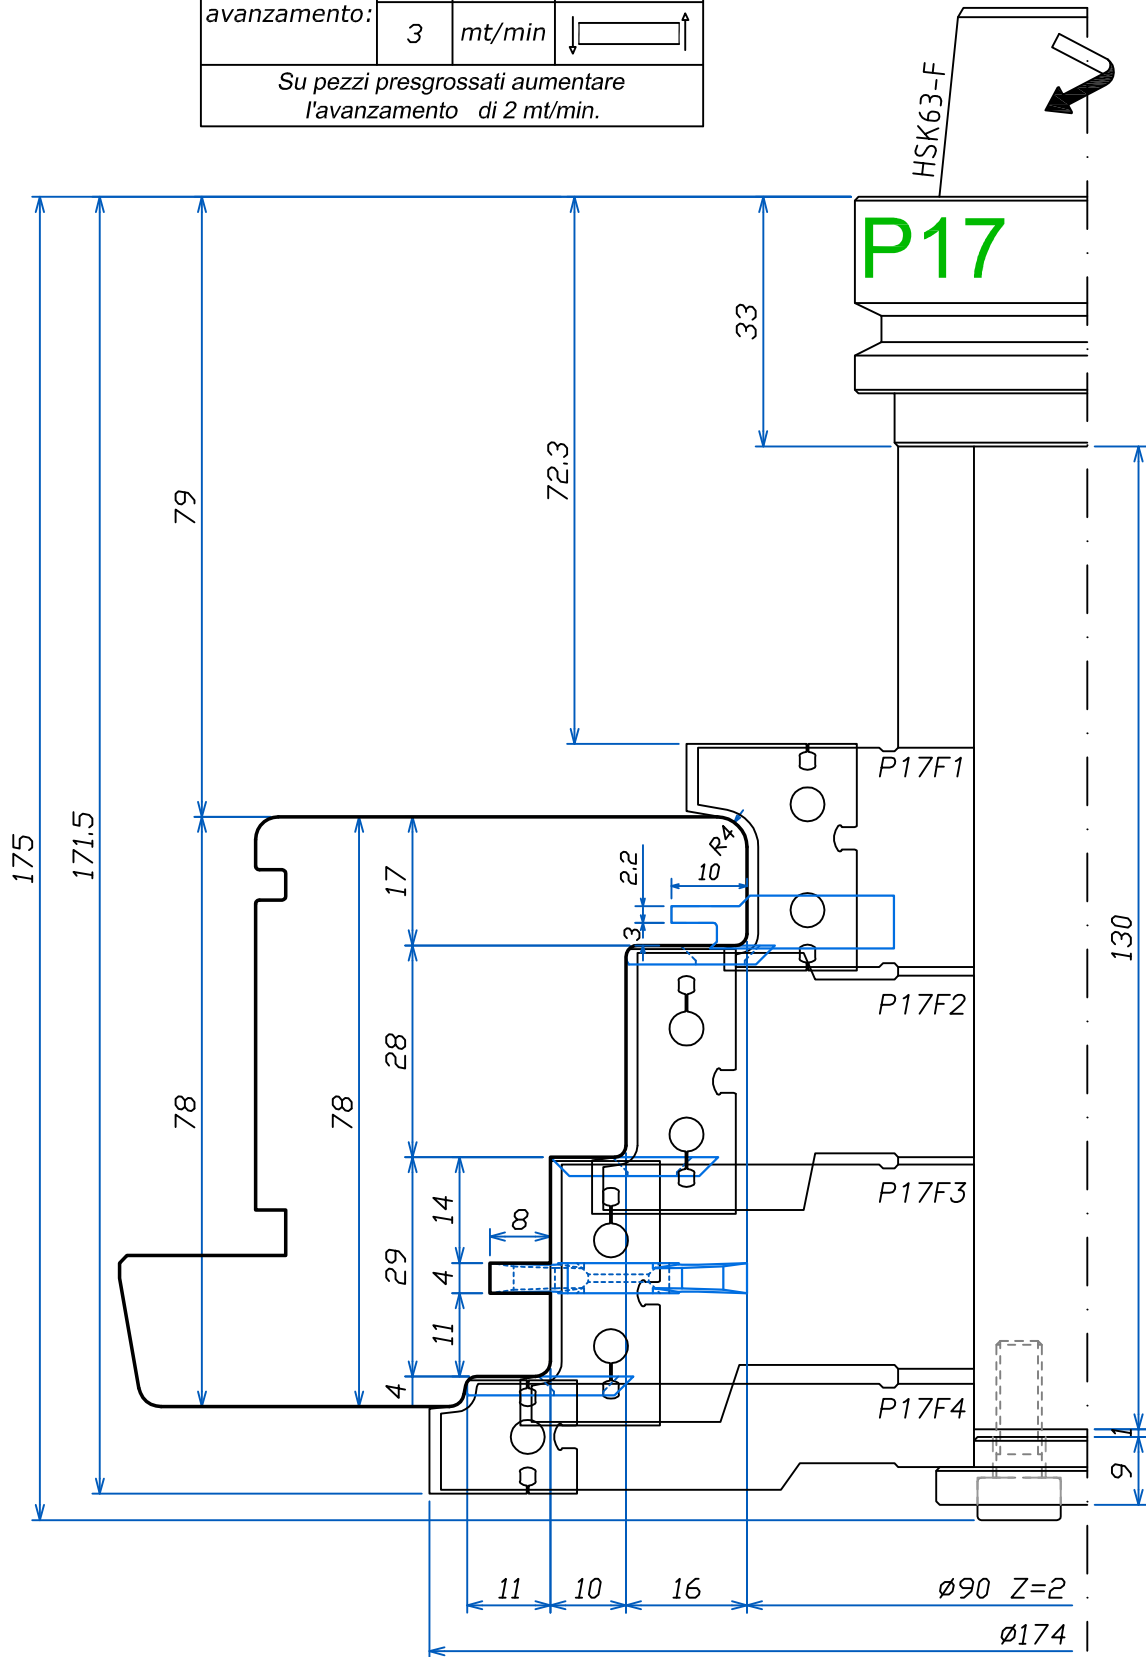 avanzamento:
3 mt/min
Su pezzi presgrossati aumentare
l'avanzamento di 2 mt/min.
HSK63-F
P17
33
72.3
79
175
171.5
P17F1
R4
2.2
10
17
3
130
P17F2
28
78
78
P17F3
14
8
29
4
11
4
P17F4
1
9
11 10 16 ø90 Z=2
ø174